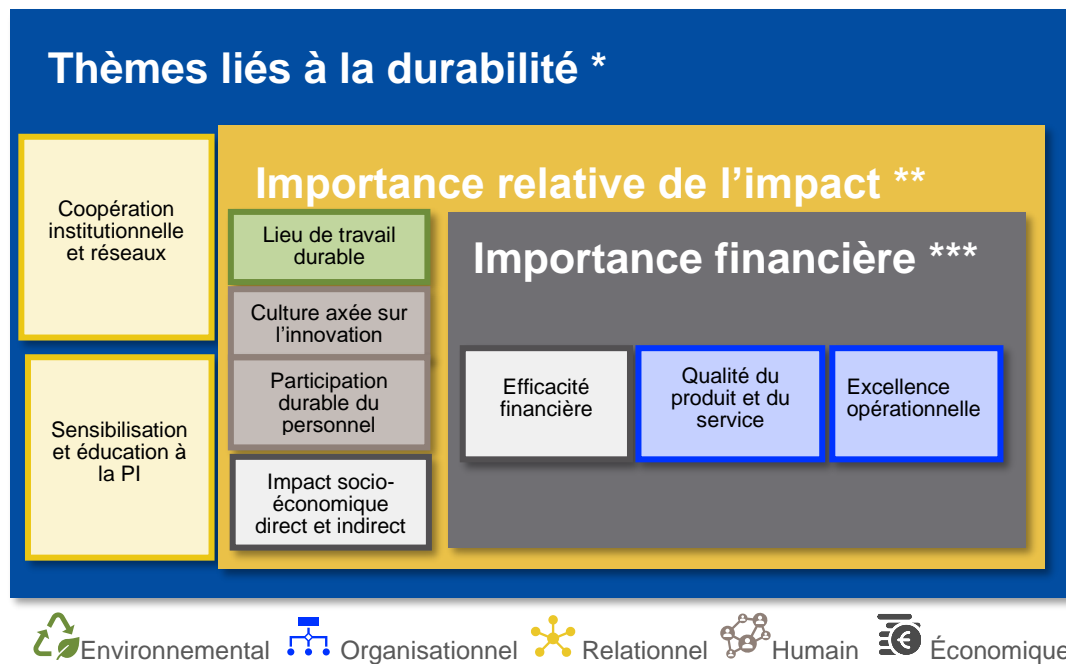 Thèmes liés à la durabilité *
Coopération
institutionnelle
et réseaux
Sensibilisation
et éducation à
la PI
Importance relative de l’impact **
Lieu de travail
durable
Culture axée sur
l’innovation
Participation
durable du
personnel
Impact socio-
économique
direct et indirect
Importance financière ***
Efficacité
financière
Qualité du
produit et du
service
Excellence
opérationnelle
Environnemental Organisationnel Relationnel Humain Économique